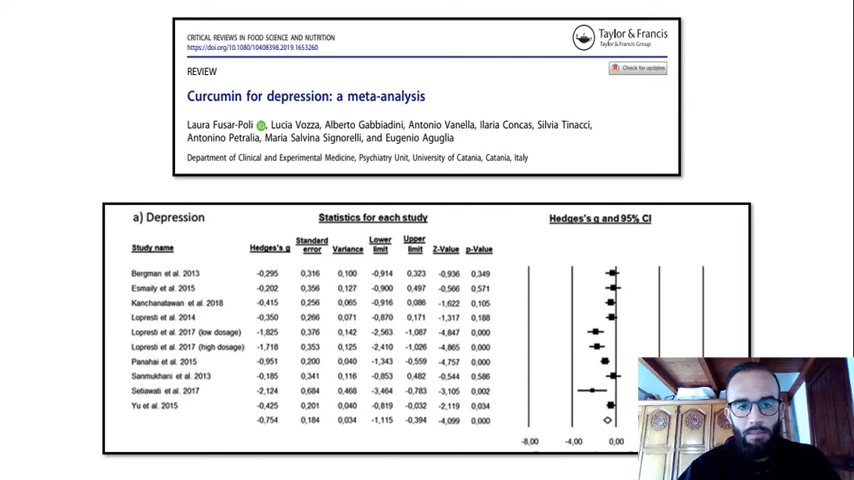 CRITICAL REVIEWS IN FOOD SCIENCE AND NUTRITION
https://doi.org/10.1080/10408398.2019.1653260
Taylor & Francis
Taylor & Francis Group
REVIEW
Check for updates
Curcumin for depression: a meta-analysis
Laura Fusar-Poli, Lucia Vozza, Alberto Gabbiadini, Antonio Vanella, Ilaria Concas, Silvia Tinacci,
Antonino Petralia, Maria Salvina Signorelli, and Eugenio Aguglia
Department of Clinical and Experimental Medicine, Psychiatry Unit, University of Catania, Catania, Italy
a) Depression Statistics for each study Hedges's g and 95% CI
Study name Hedges's g Standard error Variance Lower limit Upper limit Z-Value p-Value
Bergman et al. 2013 -0,295 0,316 0,100 -0,914 0,323 -0,936 0,349
Esmaily et al. 2015 -0,202 0,356 0,127 -0,900 0,497 -0,566 0,571
Kanchanatawan et al. 2018 -0,415 0,256 0,065 -0,916 0,086 -1,622 0,105
Lopresti et al. 2014 -0,350 0,266 0,071 -0,870 0,171 -1,317 0,188
Lopresti et al. 2017 (low dosage) -1,825 0,376 0,142 -2,563 -1,087 -4,847 0,000
Lopresti et al. 2017 (high dosage) -1,718 0,353 0,125 -2,410 -1,026 -4,865 0,000
Panahai et al. 2015 -0,951 0,200 0,040 -1,343 -0,559 -4,757 0,000
Sanmukhani et al. 2013 -0,185 0,341 0,116 -0,853 0,482 -0,544 0,586
Setiawati et al. 2017 -2,124 0,684 0,468 -3,464 -0,783 -3,105 0,002
Yu et al. 2015 -0,425 0,201 0,040 -0,819 -0,032 -2,119 0,034
-0,754 0,184 0,034 -1,115 -0,394 -4,099 0,000
-8,00 -4,00 0,00